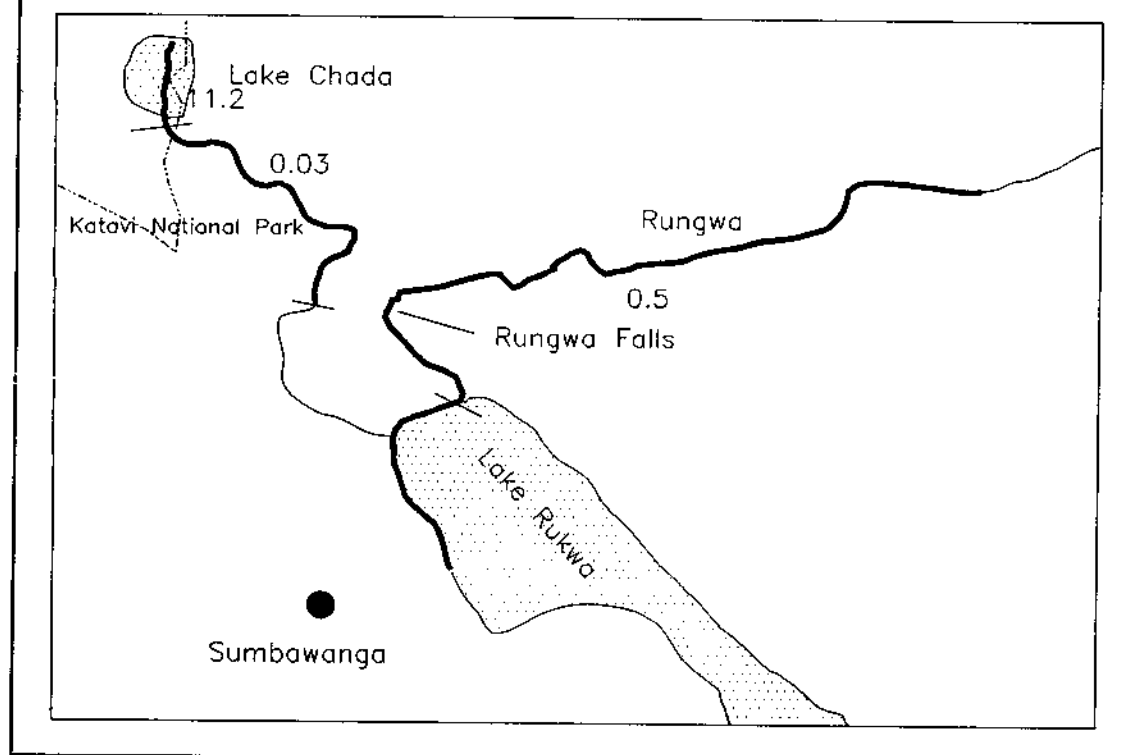 Lake Chada
11.2
0.03
Katavi National Park
Rungwa
0.5
Rungwa Falls
Lake Rukwa
Sumbawanga